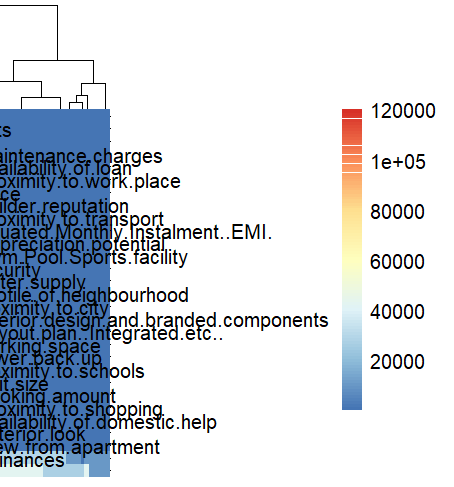 ts
aintenance.charges
ailability.of.loan
oximity.to.work.place
ce
ilder.reputation
oximity.to.transport
uated.Monthly.Instalment..EMI.
preciation.potential
m.Pool.Sports.facility
curity
ter.supply
ofile.of.neighbourhood
oximity.to.city
erior.design.and.branded.components
yout.plan..Integrated.etc..
rking.space
wer.back.up
oximity.to.schools
it.size
oking.amount
oximity.to.shopping
ailability.of.domestic.help
terior.look
ew.from.apartment
inances
120000
1e+05
80000
60000
40000
20000